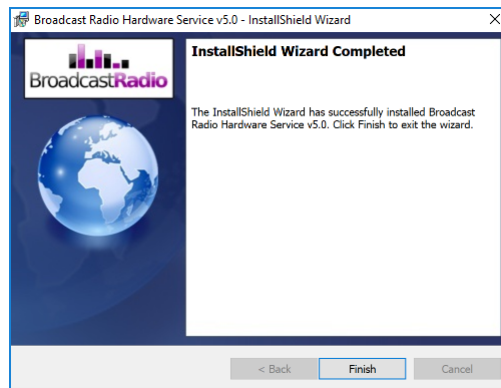 Broadcast Radio Hardware Service v5.0 - InstallShield Wizard
BroadcastRadio
InstallShield Wizard Completed
The InstallShield Wizard has successfully installed Broadcast
Radio Hardware Service v5.0. Click Finish to exit the wizard.
< Back
Finish
Cancel